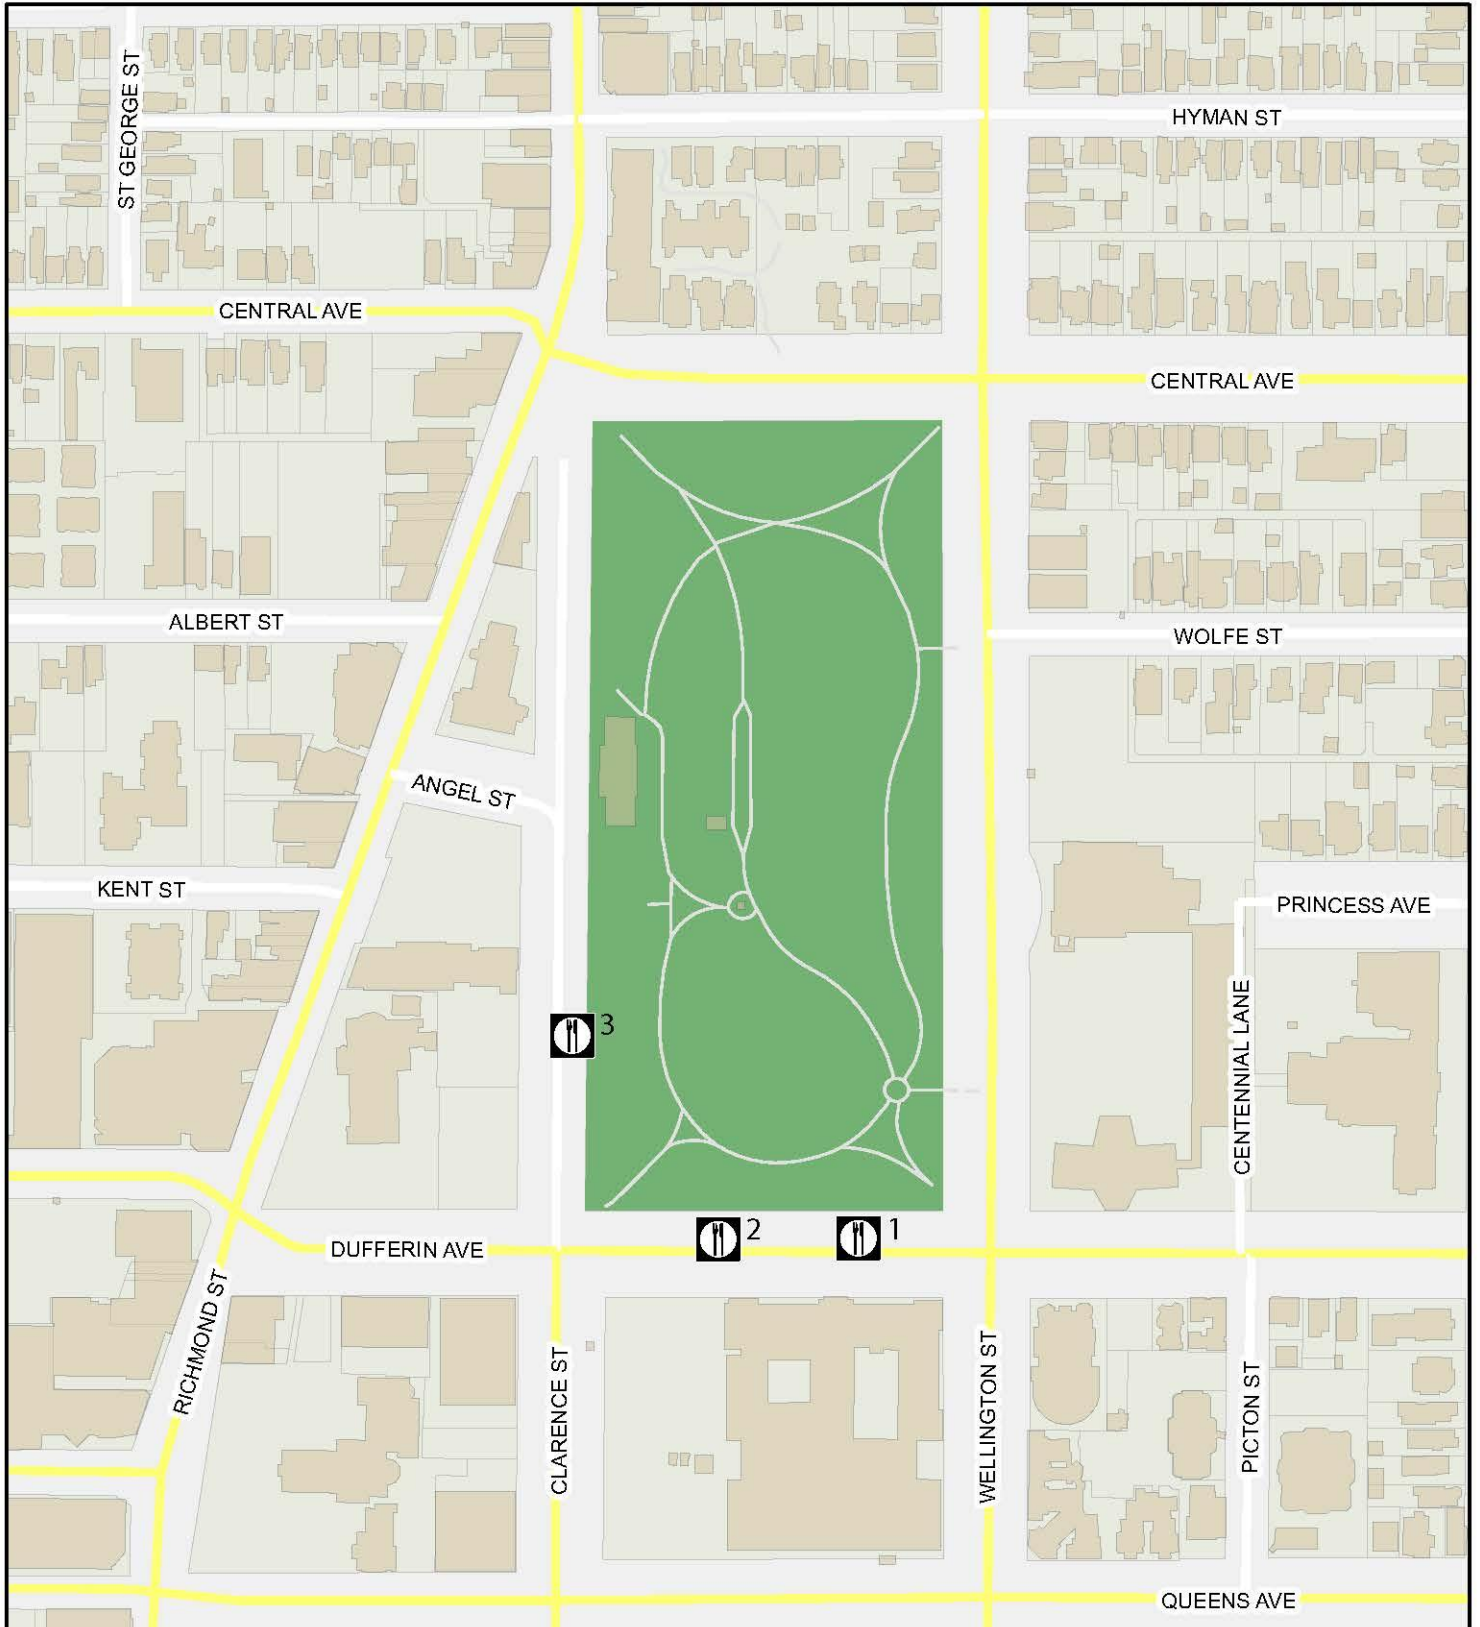 ST GEORGE ST
HYMAN ST
CENTRAL AVE
CENTRAL AVE
ALBERT ST
WOLFE ST
ANGEL ST
KENT ST
PRINCESS AVE
CENTENNIAL LANE
3
2
1
DUFFERIN AVE
RICHMOND ST
CLARENCE ST
WELLINGTON ST
PICTON ST
QUEENS AVE